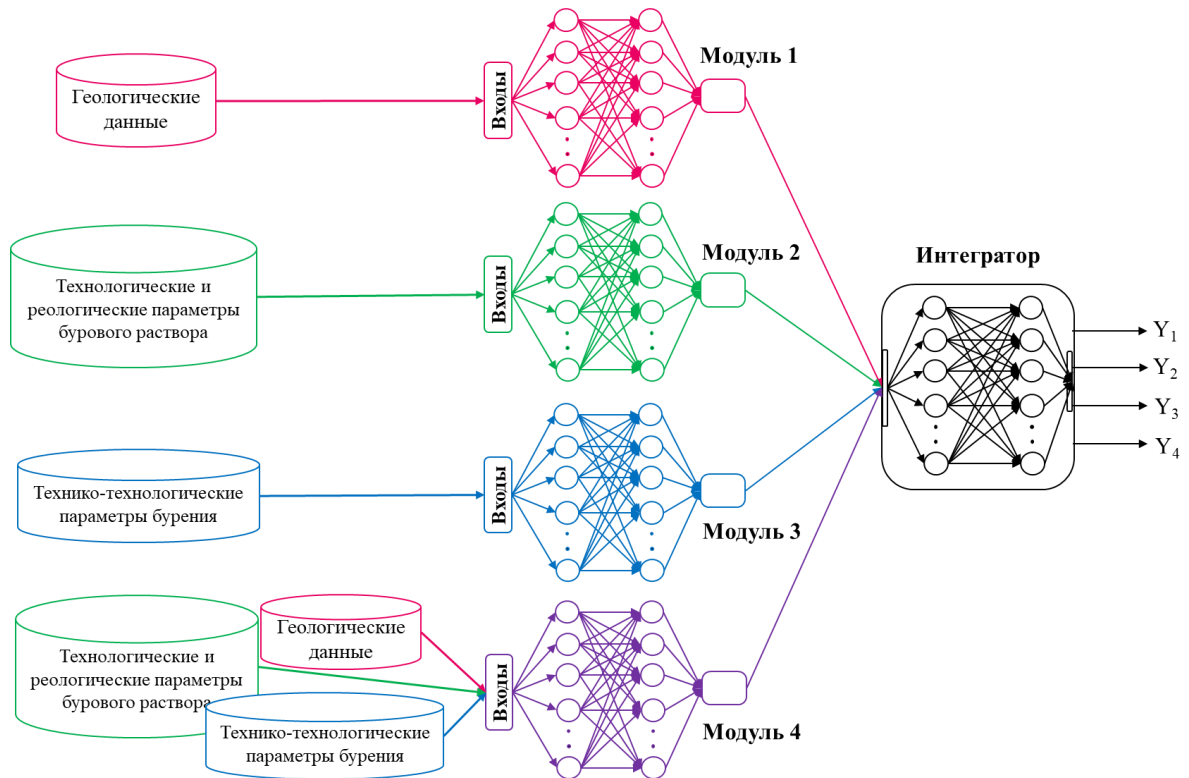 Модуль 1
Геологические
данные
Входы
Технологические и
реологические параметры
бурового раствора
Входы
Модуль 2
Интегратор
Y1
Y2
Y3
Y4
Технико-технологические
параметры бурения
Входы
Модуль 3
Технологические и
реологические параметры
бурового раствора
Геологические
данные
Технико-технологические
параметры бурения
Входы
Модуль 4